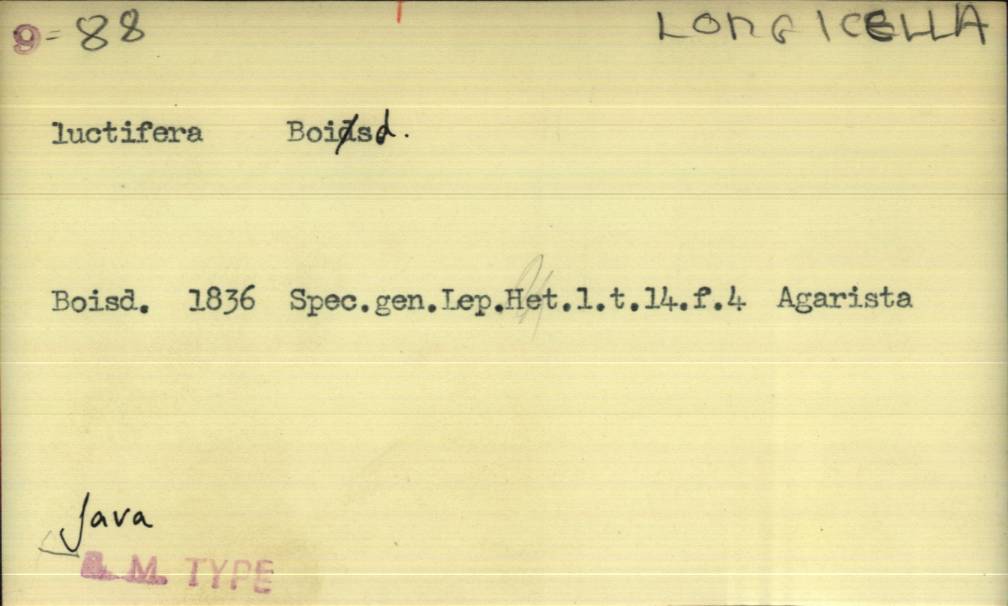 9=88 LONGICELLA
luctifera Boisd.
Boisd. 1836 Spec.gen.Lep.Het.1.t.14.f.4 Agarista
Java
B. M. TYPE